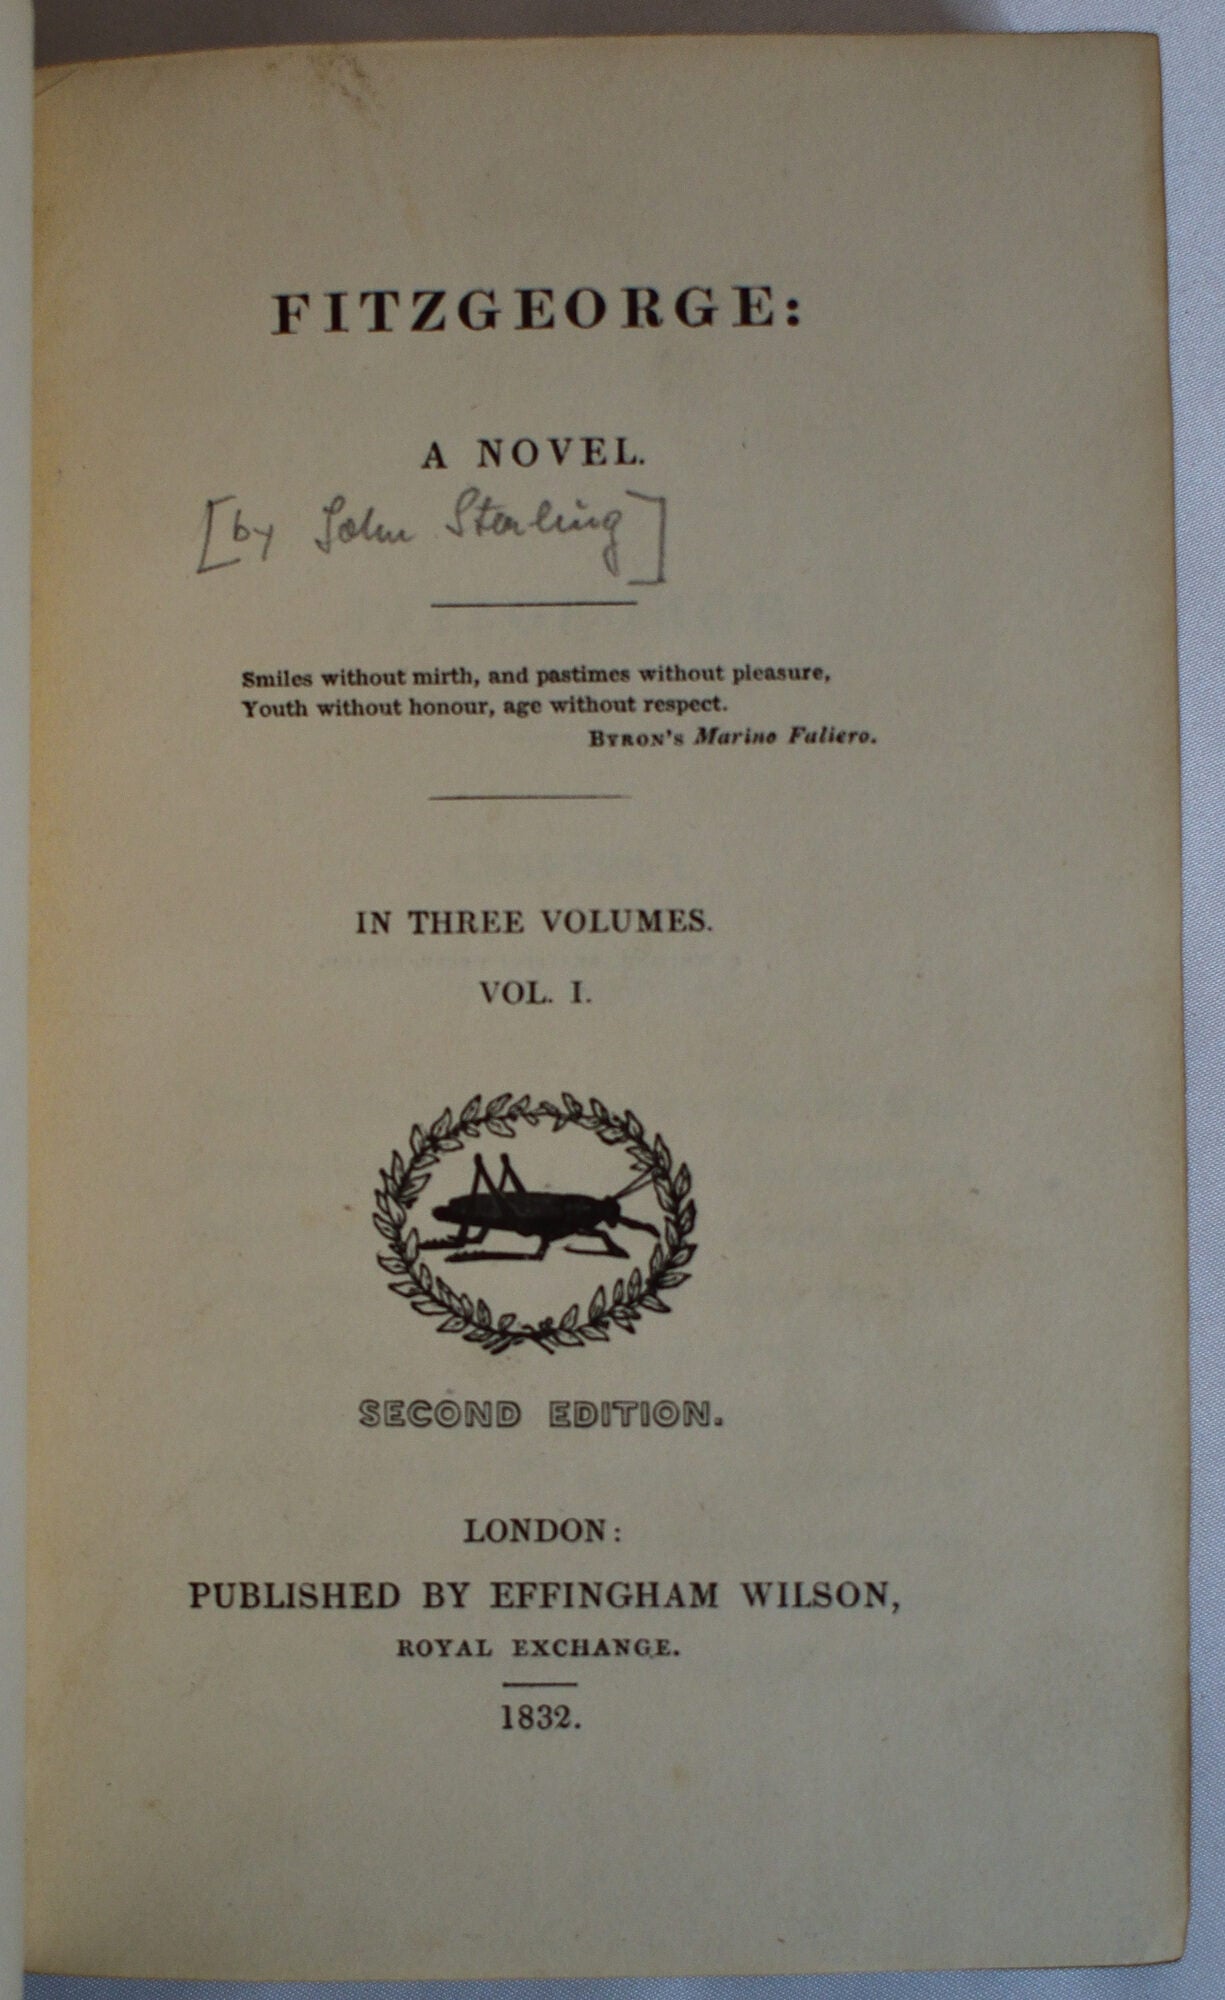 FITZGEORGE:
A NOVEL.
[by John Sterling]
Smiles without mirth, and pastimes without pleasure,
Youth without honour, age without respect.
BYRON'S Marino Faliero.
IN THREE VOLUMES.
VOL. I.
SECOND EDITION.
LONDON:
PUBLISHED BY EFFINGHAM WILSON,
ROYAL EXCHANGE.
1832.